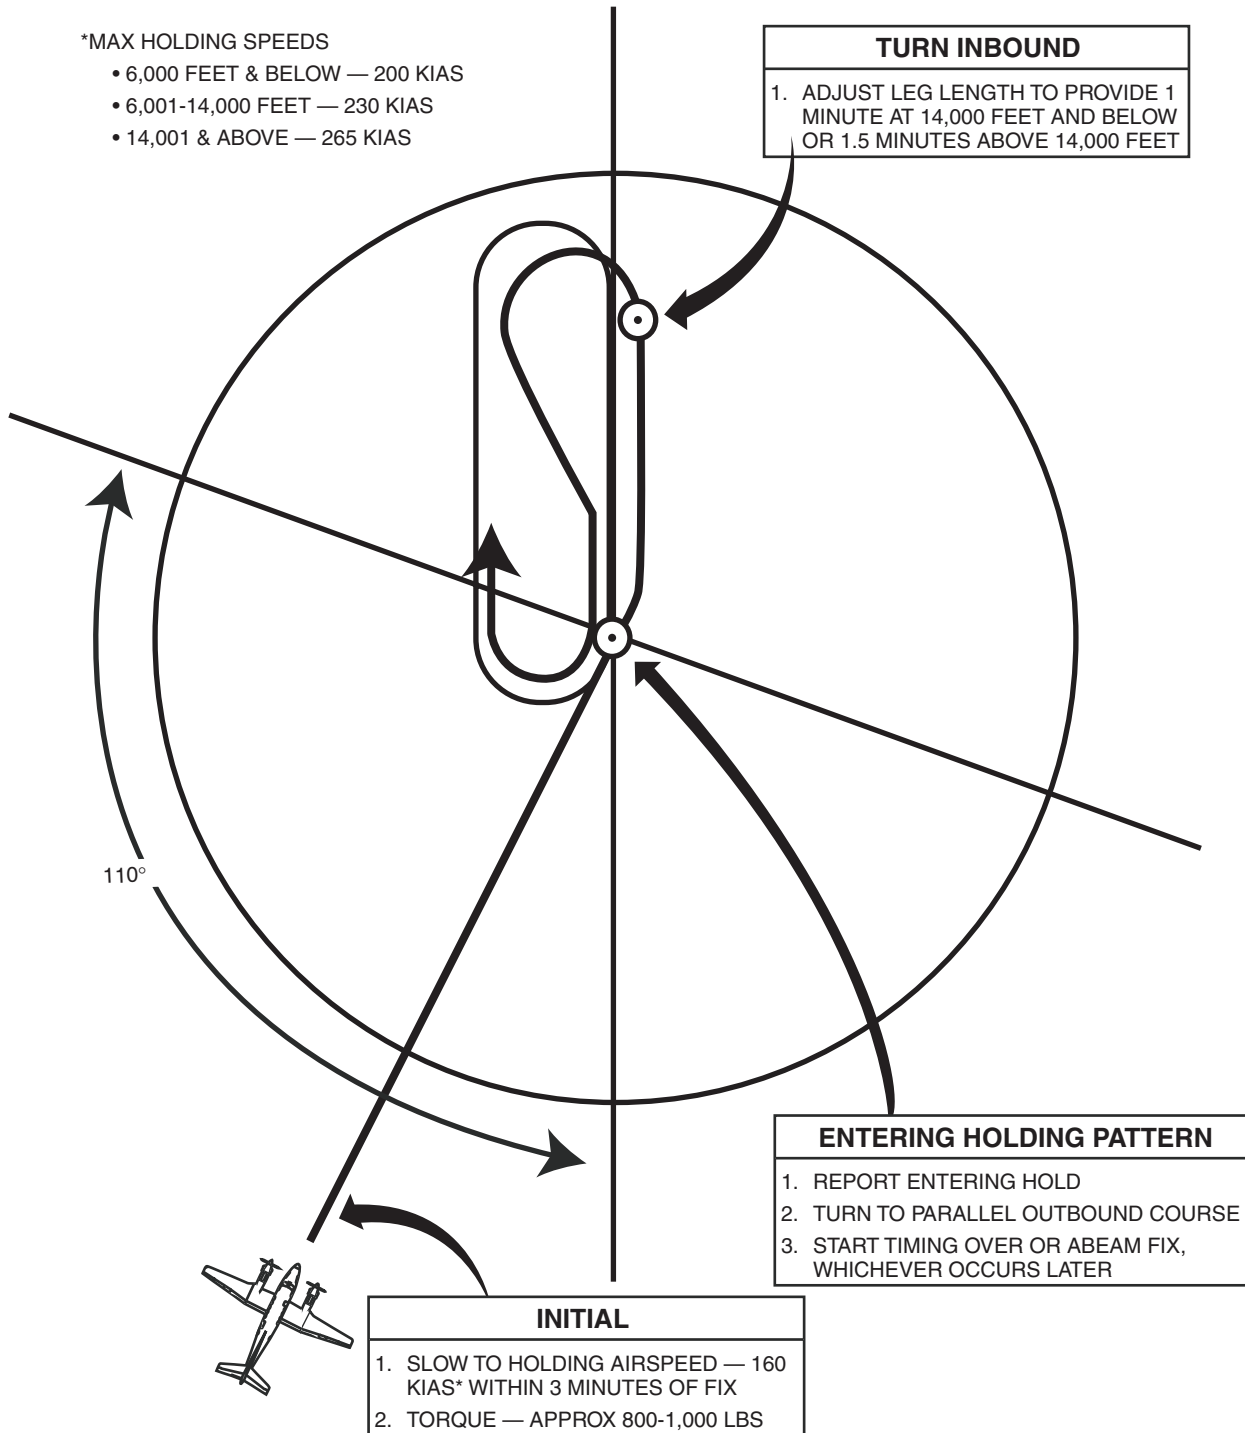 *MAX HOLDING SPEEDS
• 6,000 FEET & BELOW — 200 KIAS
• 6,001-14,000 FEET — 230 KIAS
• 14,001 & ABOVE — 265 KIAS
TURN INBOUND
1. ADJUST LEG LENGTH TO PROVIDE 1
MINUTE AT 14,000 FEET AND BELOW
OR 1.5 MINUTES ABOVE 14,000 FEET
110°
ENTERING HOLDING PATTERN
1. REPORT ENTERING HOLD
2. TURN TO PARALLEL OUTBOUND COURSE
3. START TIMING OVER OR ABEAM FIX,
WHICHEVER OCCURS LATER
INITIAL
1. SLOW TO HOLDING AIRSPEED — 160
KIAS* WITHIN 3 MINUTES OF FIX
2. TORQUE — APPROX 800-1,000 LBS